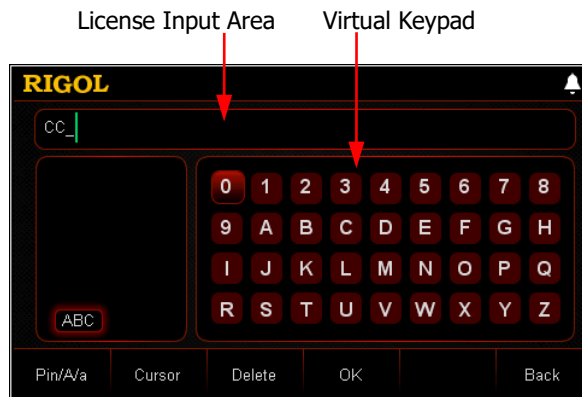 License Input Area Virtual Keypad
RIGOL
CC_
0 1 2 3 4 5 6 7 8
9 A B C D E F G H
I J K L M N O P Q
R S T U V W X Y Z
ABC
Pin/A/a Cursor Delete OK Back